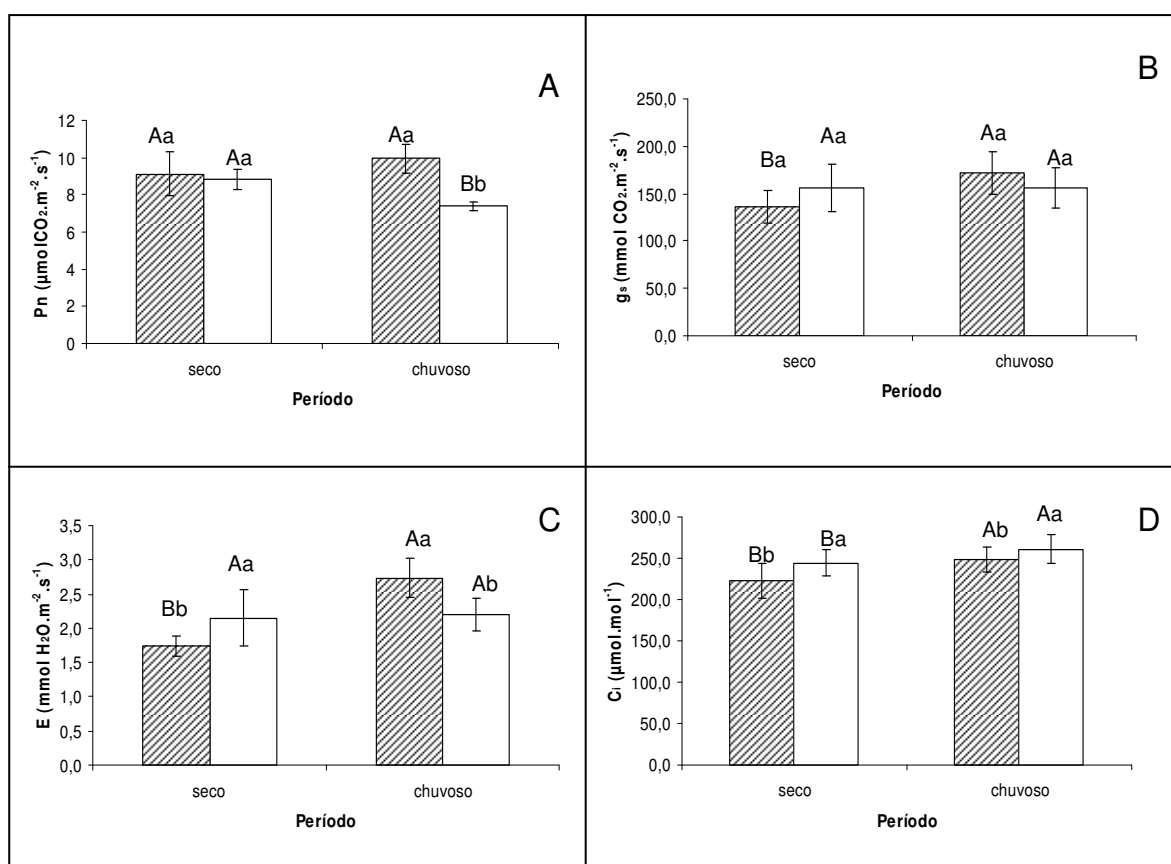 A
Pn (µmolCO₂.m⁻².s⁻¹)
12
10
8
6
4
2
0
Aa
Aa
Aa
Bb
seco
chuvoso
Período
B
gₛ (mmol CO₂.m⁻².s⁻¹)
250,0
200,0
150,0
100,0
50,0
0,0
Ba
Aa
Aa
Aa
seco
chuvoso
Período
C
E (mmol H₂O.m⁻².s⁻¹)
3,5
3,0
2,5
2,0
1,5
1,0
0,5
0,0
Bb
Aa
Aa
Ab
seco
chuvoso
Período
D
Cᵢ (µmol.mol⁻¹)
300,0
250,0
200,0
150,0
100,0
50,0
0,0
Bb
Ba
Ab
Aa
seco
chuvoso
Período